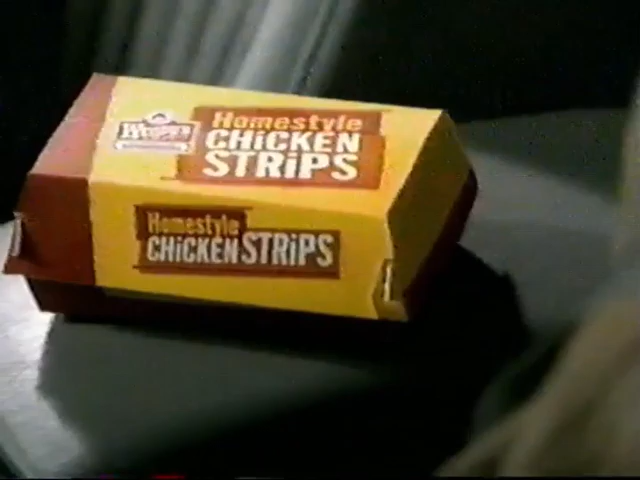 Wendy's
Homestyle
CHiCKEN
STRiPS
Homestyle
CHiCKEN STRiPS